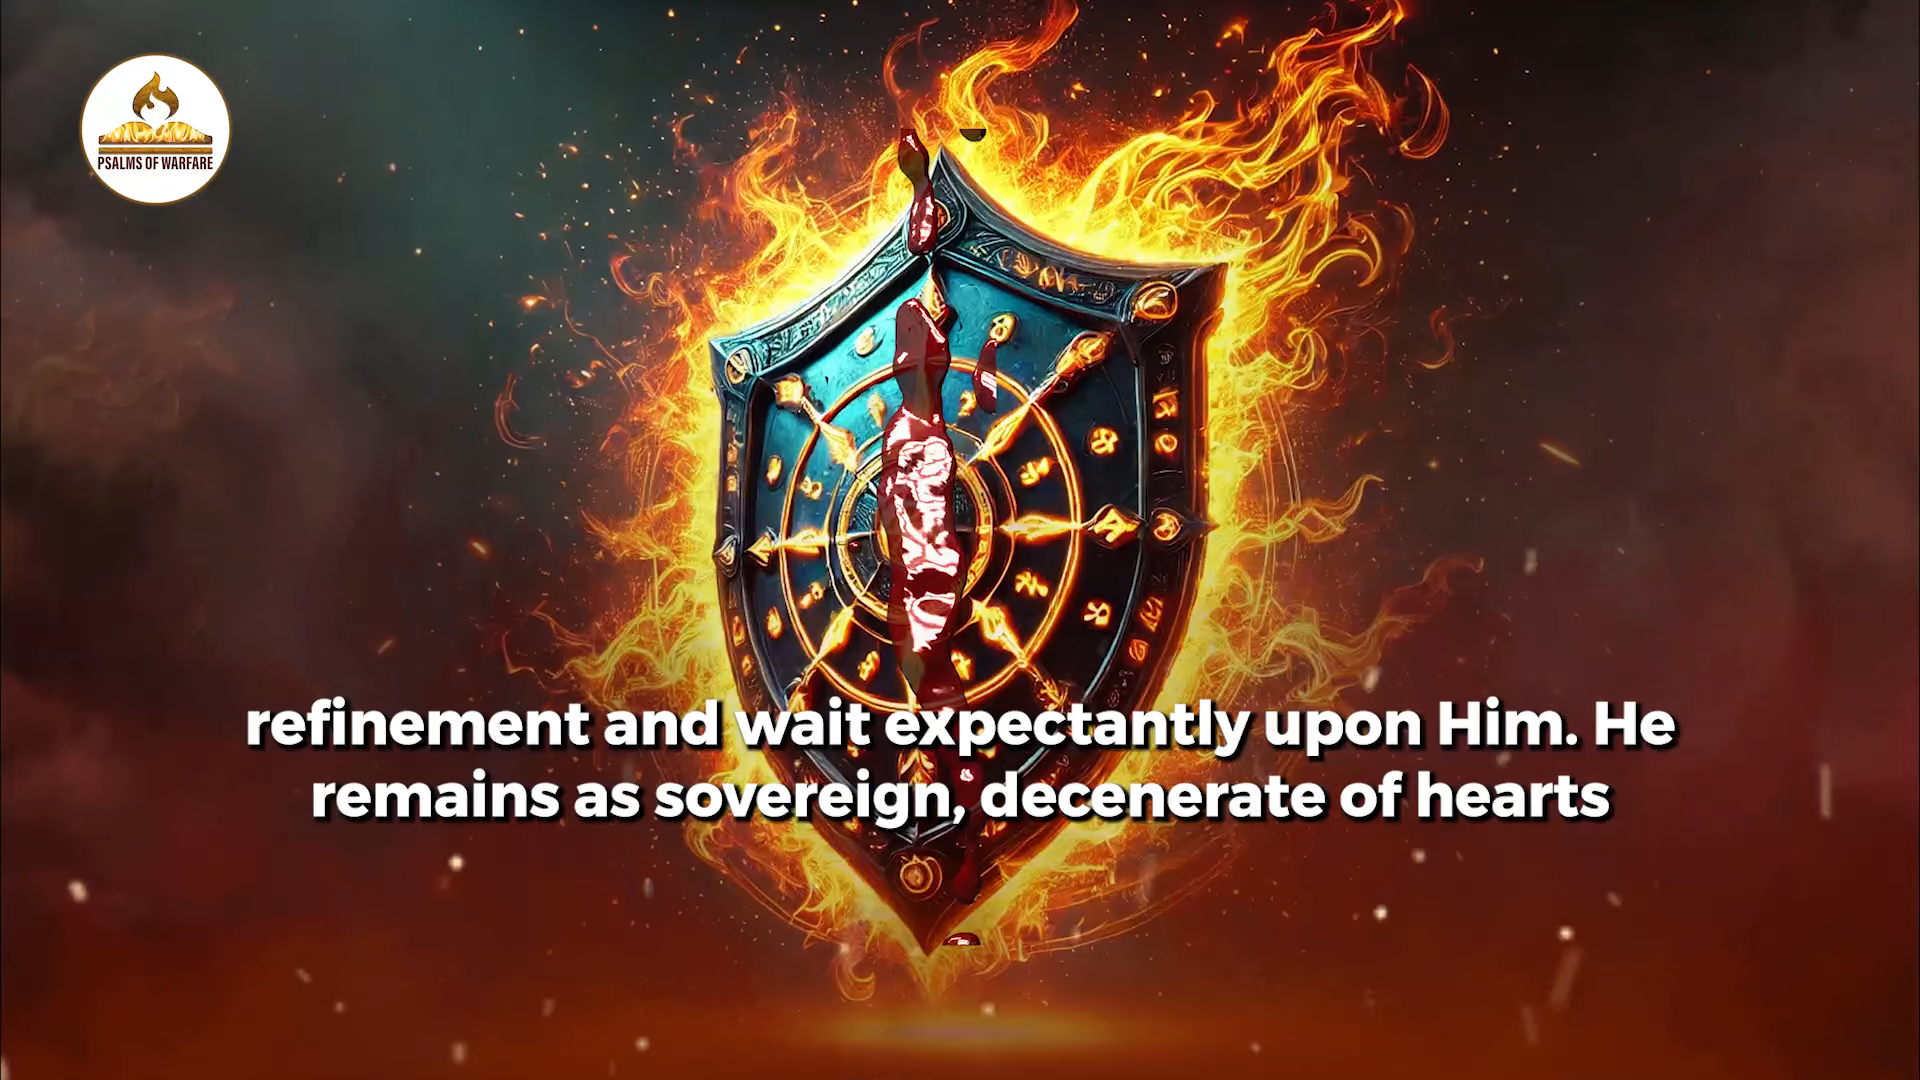 PSALMS OF WARFARE
refinement and wait expectantly upon Him. He
remains as sovereign, decenerate of hearts